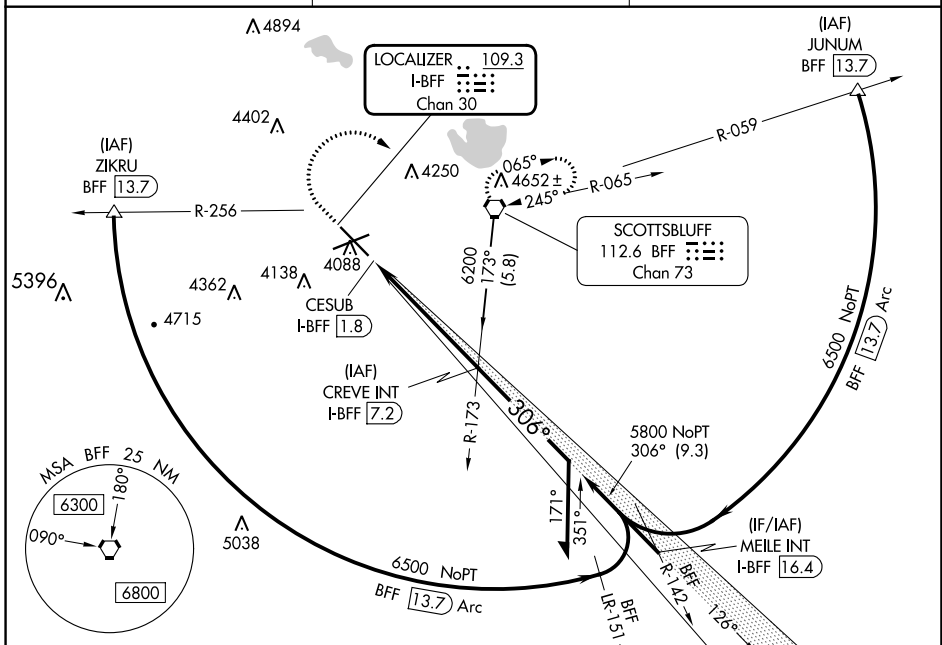 4894
LOCALIZER 109.3
I-BFF
Chan 30
(IAF)
JUNUM
BFF 13.7
R-059
4402
4250
065°
4652 ±
245°
R-065
(IAF)
ZIKRU
BFF 13.7
R-256
SCOTTSBLUFF
112.6 BFF
Chan 73
6200
173°
(5.8)
5396
4362
4138
4088
4715
CESUB
I-BFF 1.8
6500 NoPT
BFF 13.7 Arc
(IAF)
CREVE INT
I-BFF 7.2
R-173
306°
5800 NoPT
306° (9.3)
171°
351°
(IF/IAF)
MEILE INT
I-BFF 16.4
MSA BFF 25 NM
180°
6300
090°
6800
5038
6500 NoPT
BFF 13.7 Arc
BFF
LR-151
BFF
R-142
126°